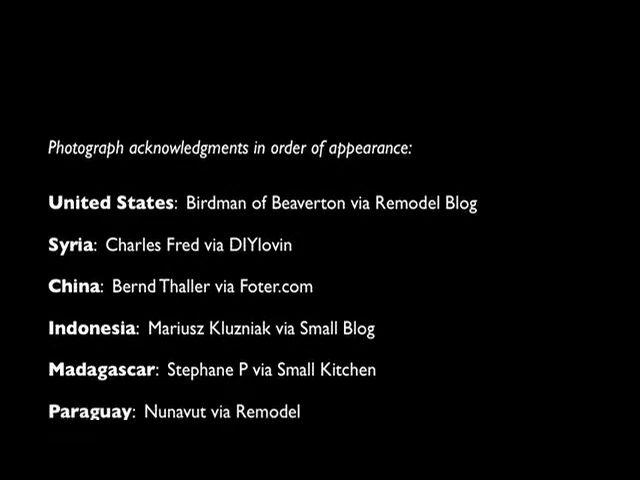 Photograph acknowledgments in order of appearance:
United States: Birdman of Beaverton via Remodel Blog
Syria: Charles Fred via DIYlovin
China: Bernd Thaller via Foter.com
Indonesia: Mariusz Kluzniak via Small Blog
Madagascar: Stephane P via Small Kitchen
Paraguay: Nunavut via Remodel